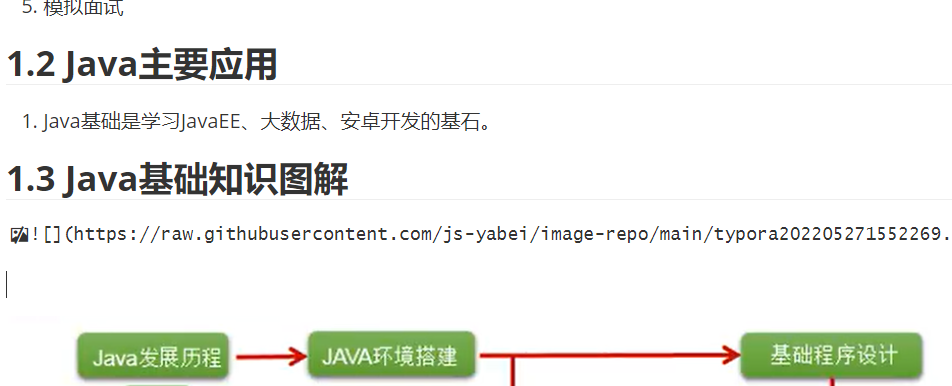 5. 模拟面试
1.2 Java主要应用
1. Java基础是学习JavaEE、大数据、安卓开发的基石。
1.3 Java基础知识图解
![](https://raw.githubusercontent.com/js-yabei/image-repo/main/typora202205271552269.
Java发展历程
JAVA环境搭建
基础程序设计